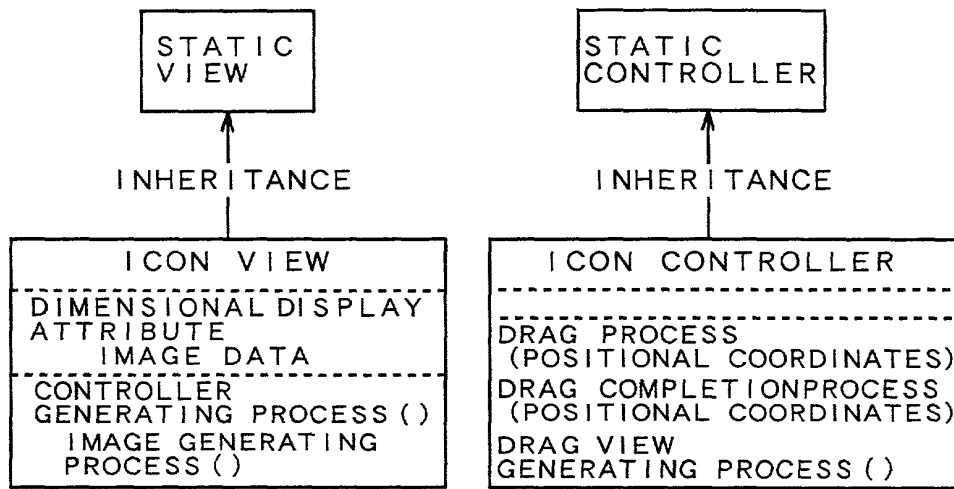 STATIC
VIEW
INHERITANCE
ICON VIEW
DIMENSIONAL DISPLAY
ATTRIBUTE
IMAGE DATA
CONTROLLER
GENERATING PROCESS()
IMAGE GENERATING
PROCESS()
STATIC
CONTROLLER
INHERITANCE
ICON CONTROLLER
DRAG PROCESS
(POSITIONAL COORDINATES)
DRAG COMPLETIONPROCESS
(POSITIONAL COORDINATES)
DRAG VIEW
GENERATING PROCESS()